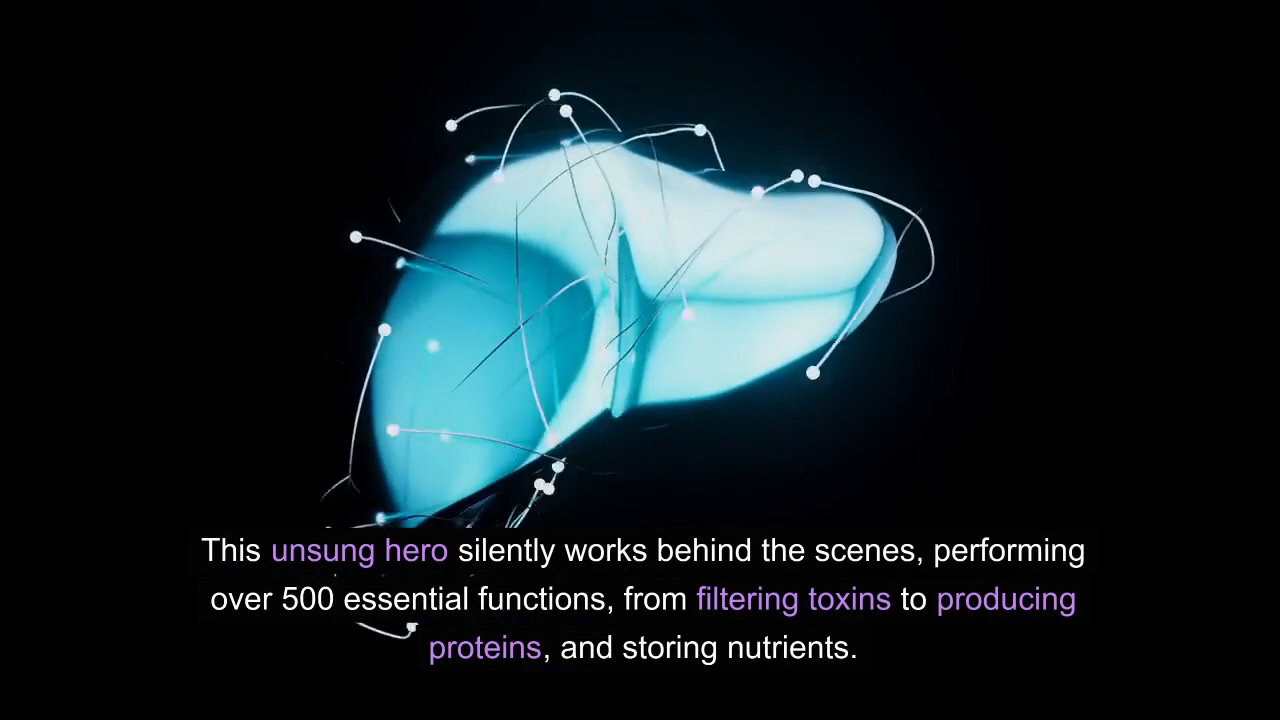 This unsung hero silently works behind the scenes, performing
over 500 essential functions, from filtering toxins to producing
proteins, and storing nutrients.